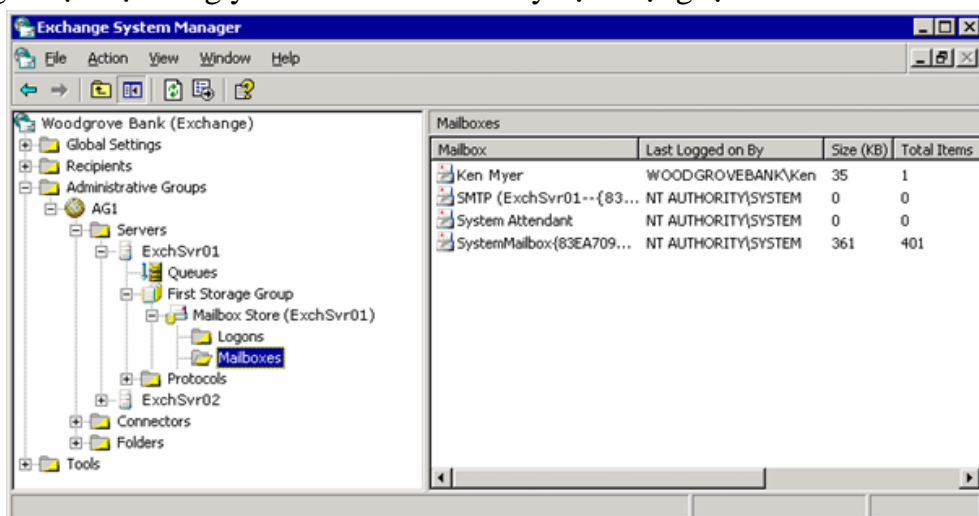 Exchange System Manager
File Action View Window Help
Woodgrove Bank (Exchange)
Global Settings
Recipients
Administrative Groups
AG1
Servers
ExchSvr01
Queues
First Storage Group
Mailbox Store (ExchSvr01)
Logons
Mailboxes
Protocols
ExchSvr02
Connectors
Folders
Tools
Mailboxes
Mailbox Last Logged on By Size (KB) Total Items
Ken Myer WOODGROVEBANK\Ken 35 1
SMTP (ExchSvr01--{83... NT AUTHORITY\SYSTEM 0 0
System Attendant NT AUTHORITY\SYSTEM 0 0
SystemMailbox{83EA709... NT AUTHORITY\SYSTEM 361 401